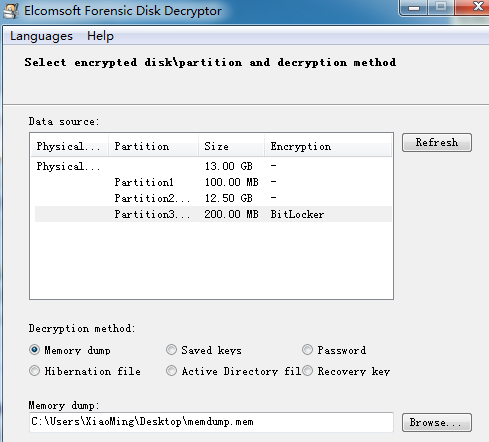 Elcomsoft Forensic Disk Decryptor
Languages Help
Select encrypted disk\partition and decryption method
Data source:
Physical... Partition Size Encryption
Refresh
Physical... 13.00 GB -
Partition1 100.00 MB -
Partition2... 12.50 GB -
Partition3... 200.00 MB BitLocker
Decryption method:
Memory dump Saved keys Password
Hibernation file Active Directory fil Recovery key
Memory dump:
C:\Users\XiaoMing\Desktop\memdump.mem Browse...